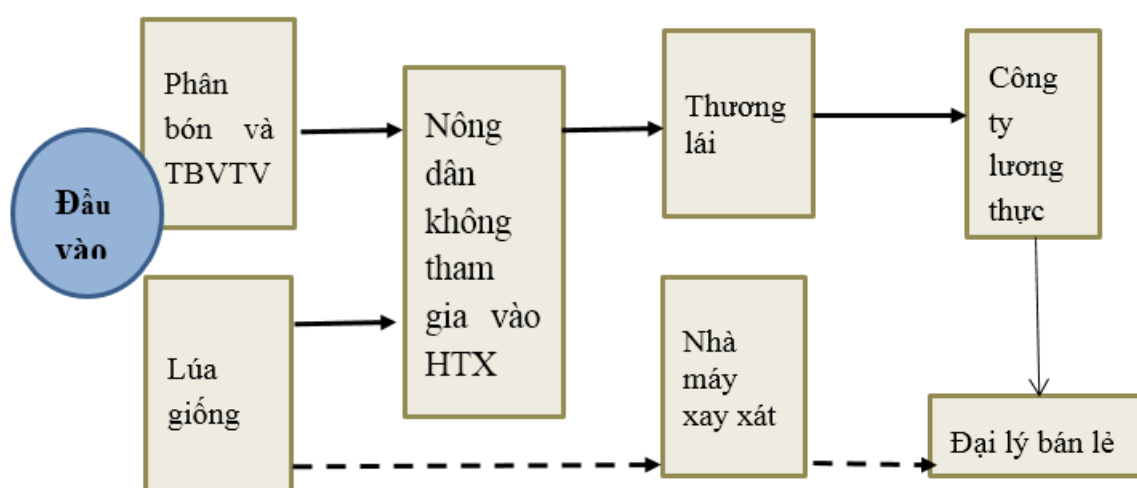 Đầu
vào
Phân
bón và
TBVTV
Lúa
giống
Nông
dân
không
tham
gia vào
HTX
Thương
lái
Nhà
máy
xay xát
Công
ty
lương
thực
Đại lý bán lẻ